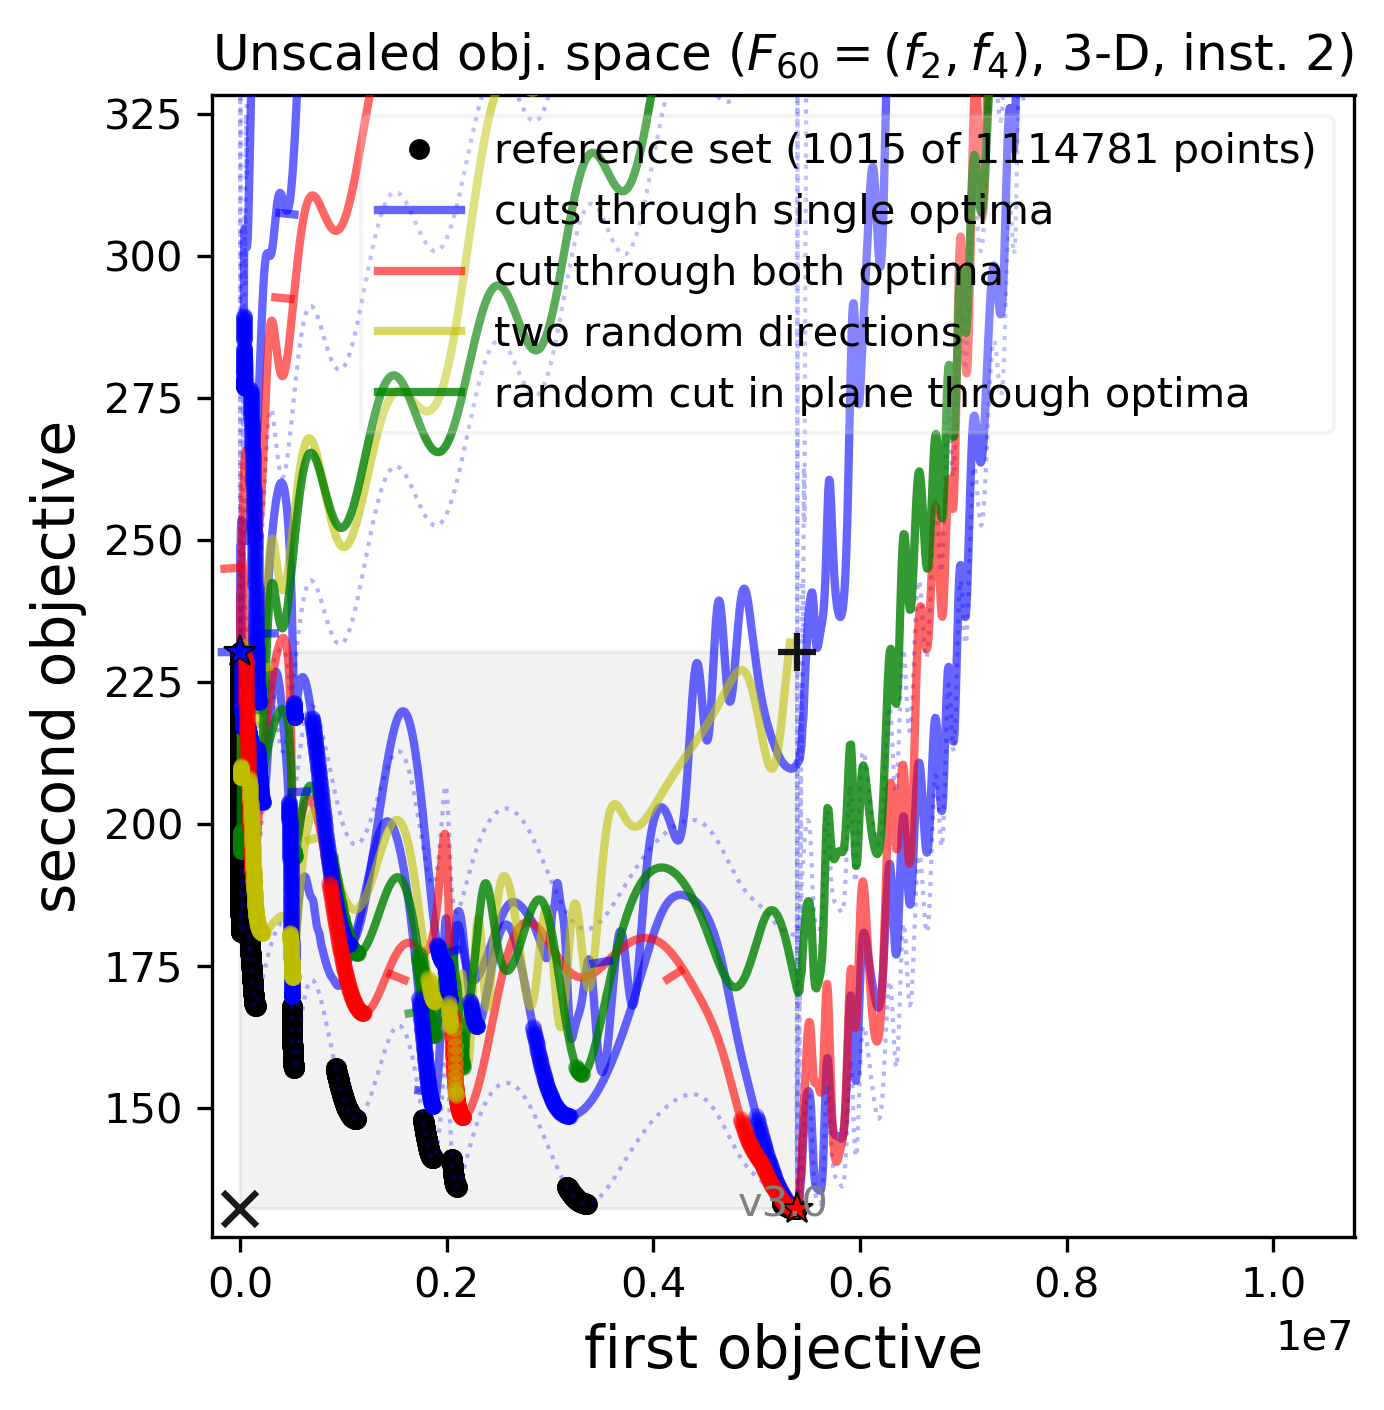 Unscaled obj. space (F₆₀ = (f₂, f₄), 3-D, inst. 2)
reference set (1015 of 1114781 points)
cuts through single optima
cut through both optima
two random directions
random cut in plane through optima
325
300
275
250
225
200
175
150
second objective
v3.0
0.0 0.2 0.4 0.6 0.8 1.0
1e7
first objective